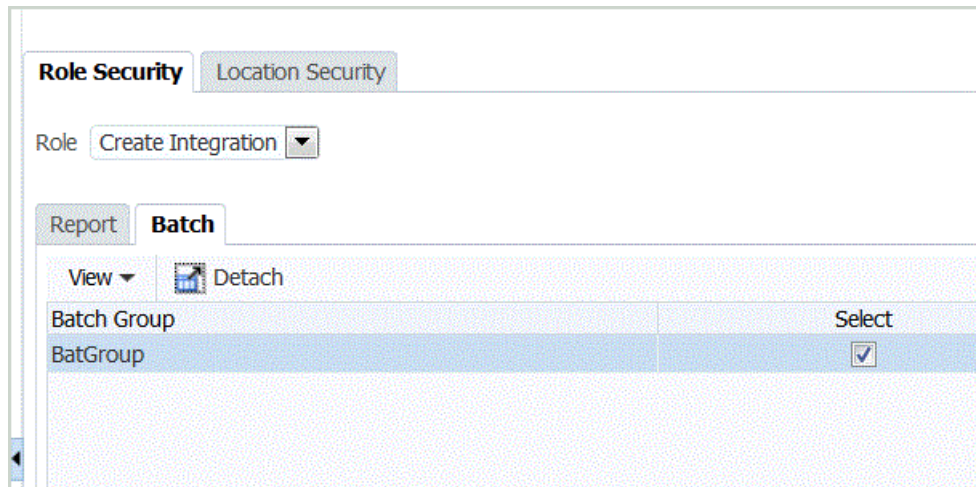 Role Security Location Security
Role Create Integration
Report Batch
View Detach
Batch Group Select
BatGroup